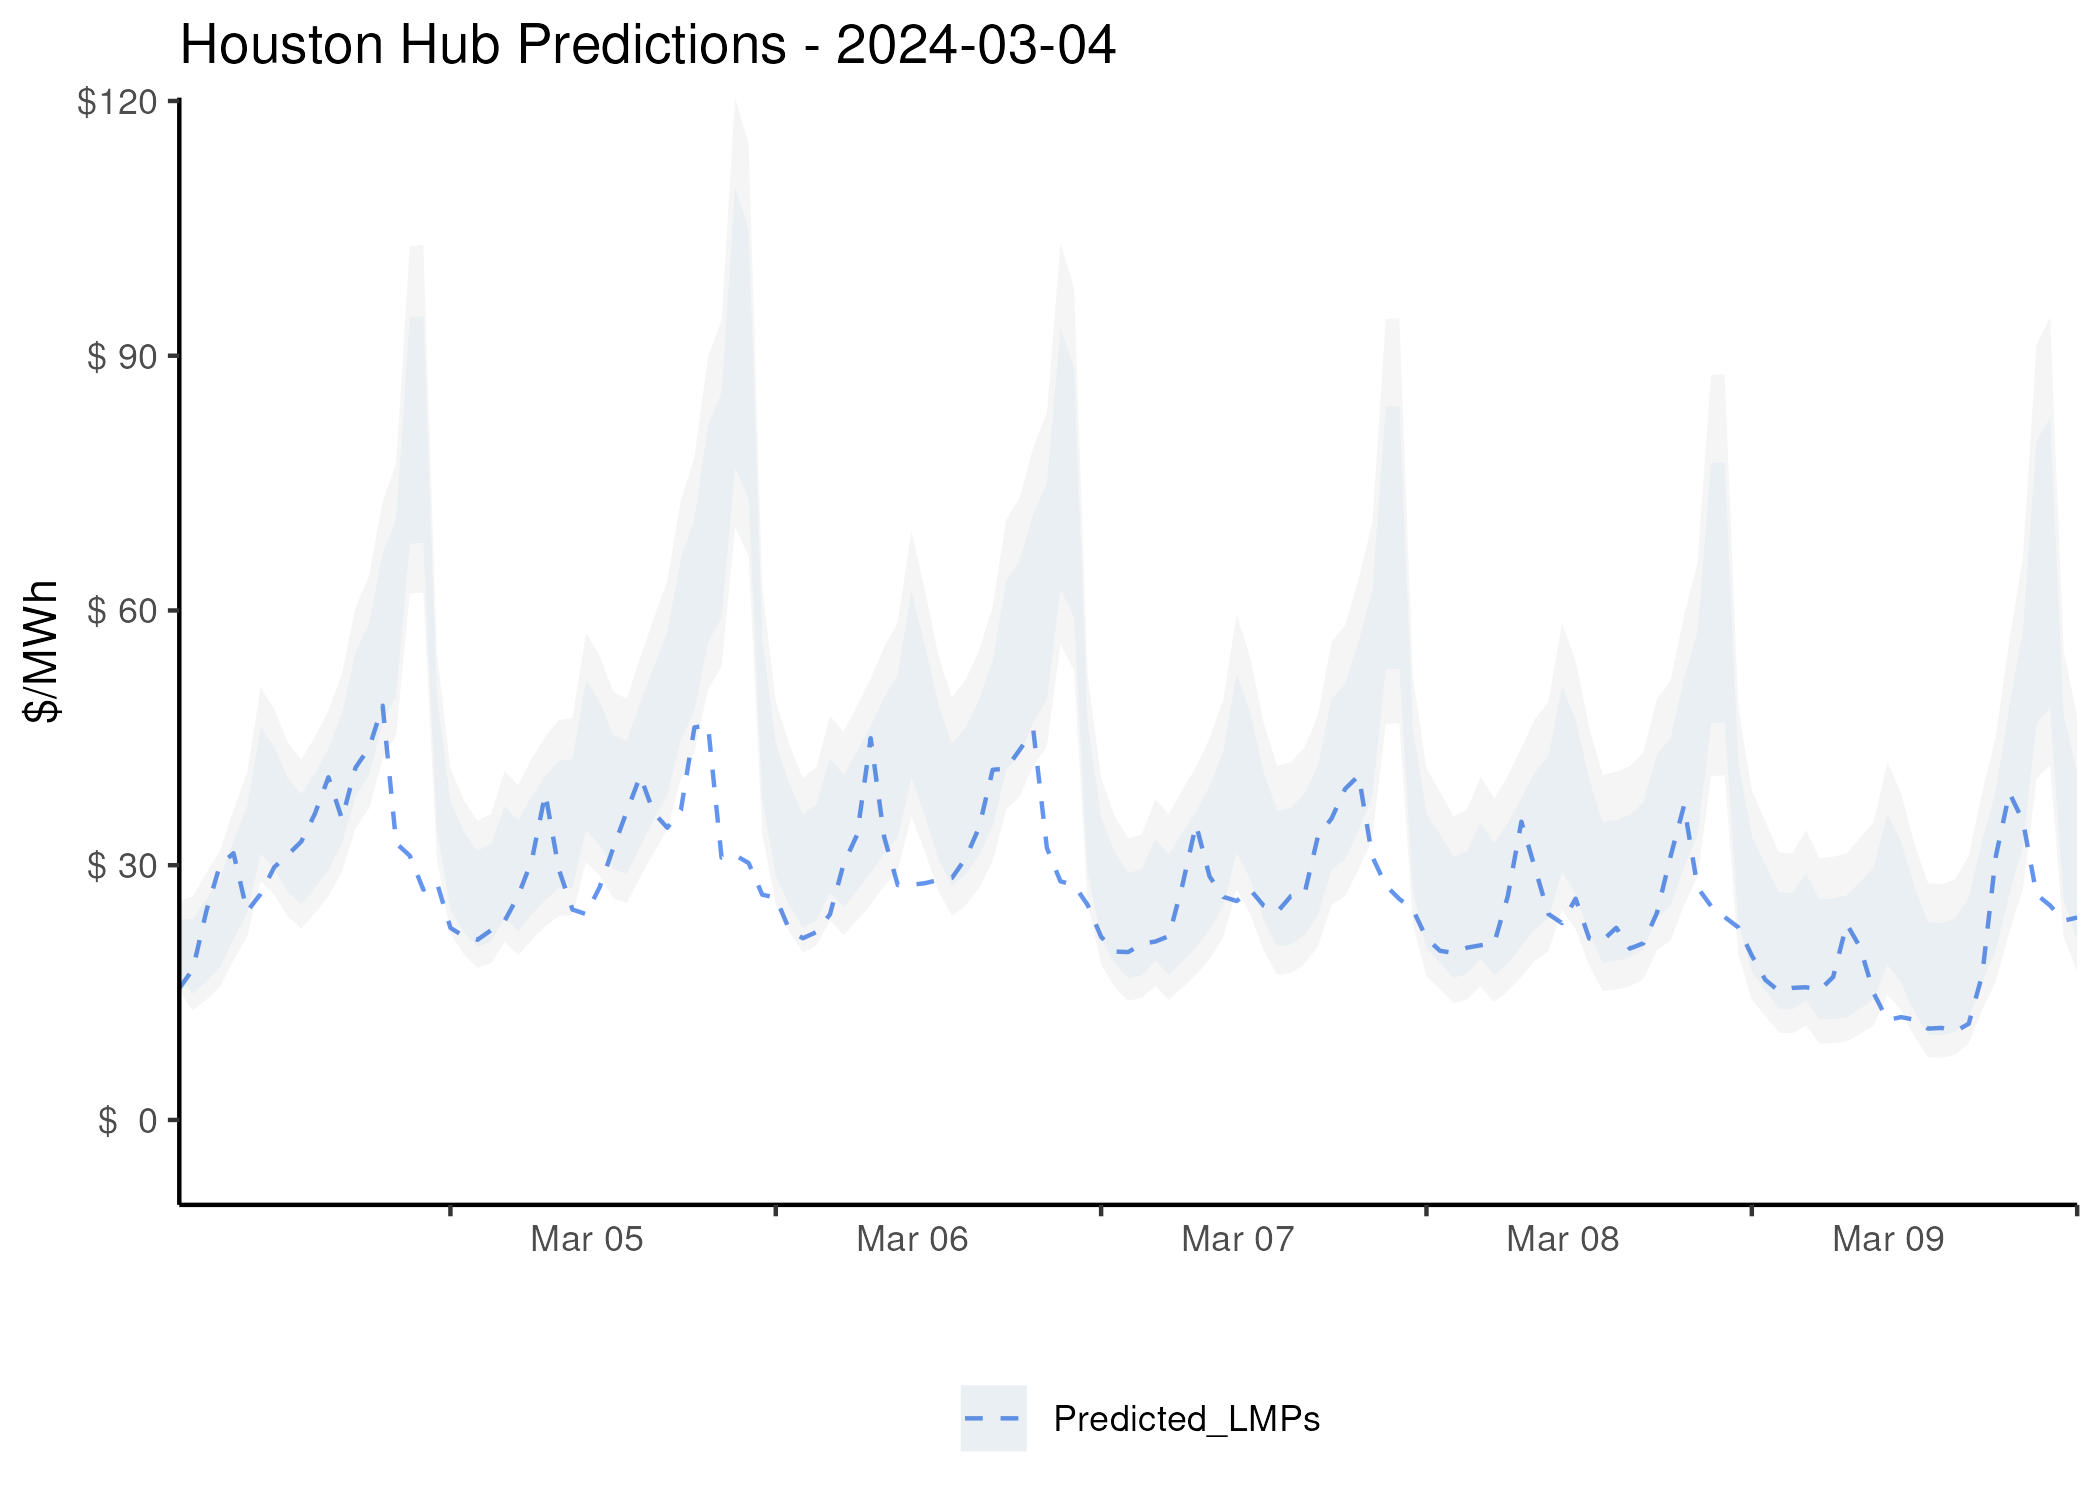 Houston Hub Predictions - 2024-03-04
$120
$ 90
$ 60
$ 30
$  0
$/MWh
Mar 05
Mar 06
Mar 07
Mar 08
Mar 09
Predicted_LMPs